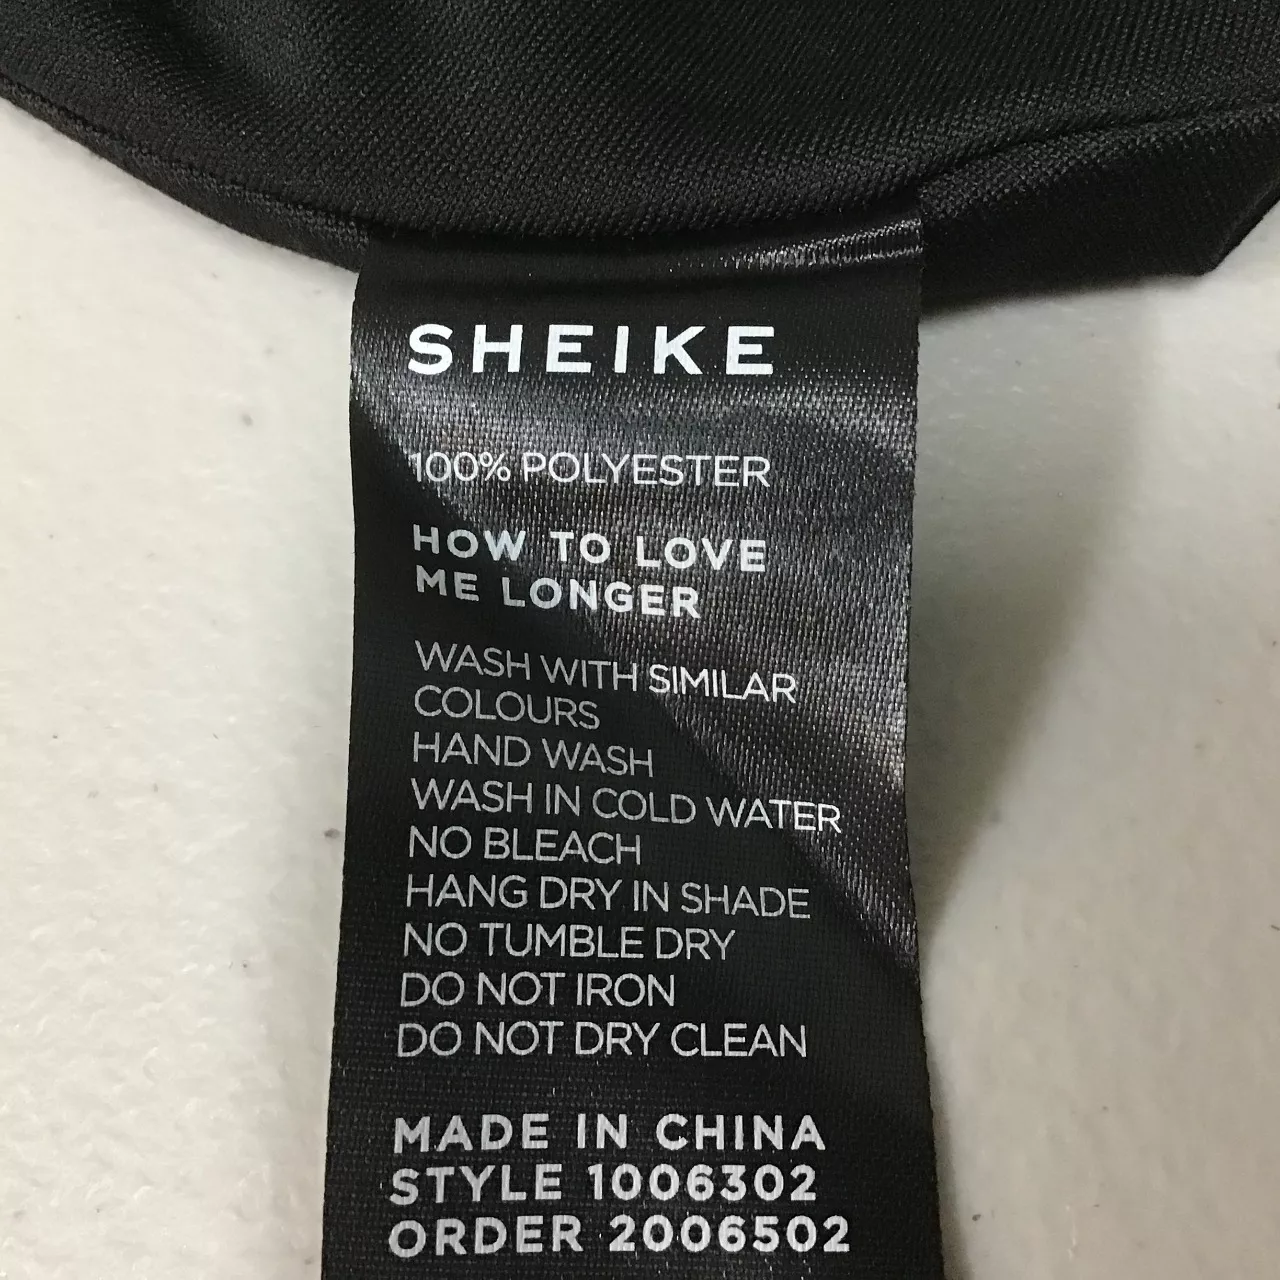 SHEIKE
100% POLYESTER
HOW TO LOVE
ME LONGER
WASH WITH SIMILAR
COLOURS
HAND WASH
WASH IN COLD WATER
NO BLEACH
HANG DRY IN SHADE
NO TUMBLE DRY
DO NOT IRON
DO NOT DRY CLEAN
MADE IN CHINA
STYLE 1006302
ORDER 2006502